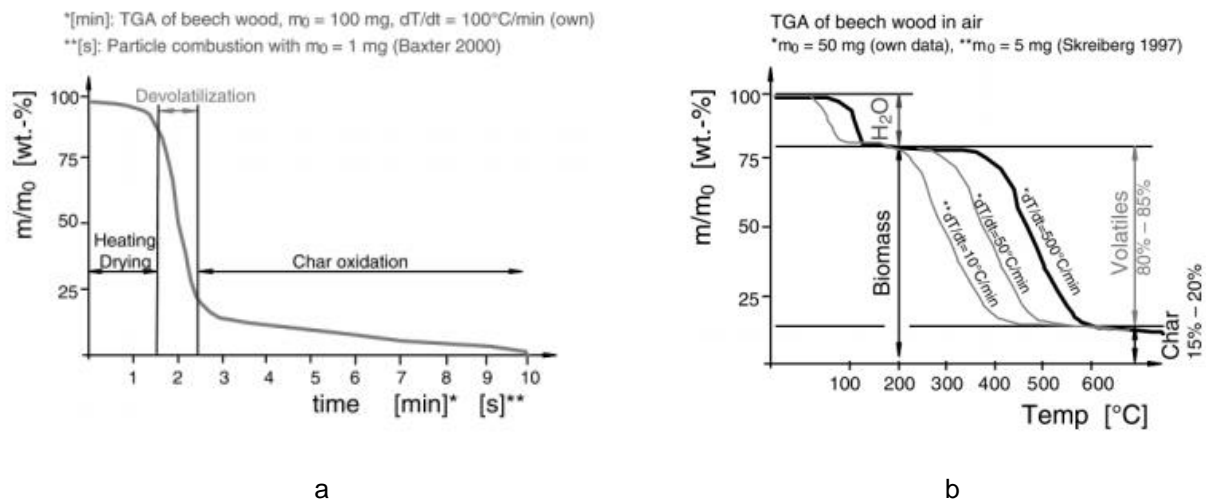 *[min]: TGA of beech wood, m0 = 100 mg, dT/dt = 100°C/min (own)
**[s]: Particle combustion with m0 = 1 mg (Baxter 2000)
Devolatilization
100
75
50
25
m/m0 [wt.-%]
Heating
Drying
Char oxidation
1 2 3 4 5 6 7 8 9 10
time [min]* [s]**
a
TGA of beech wood in air
*m0 = 50 mg (own data), **m0 = 5 mg (Skreiberg 1997)
100
75
50
25
m/m0 [wt.-%]
H2O
Biomass
**dT/dt=10°C/min
*dT/dt=50°C/min
*dT/dt=500°C/min
Volatiles
80% – 85%
Char
15% – 20%
100 200 300 400 500 600
Temp [°C]
b